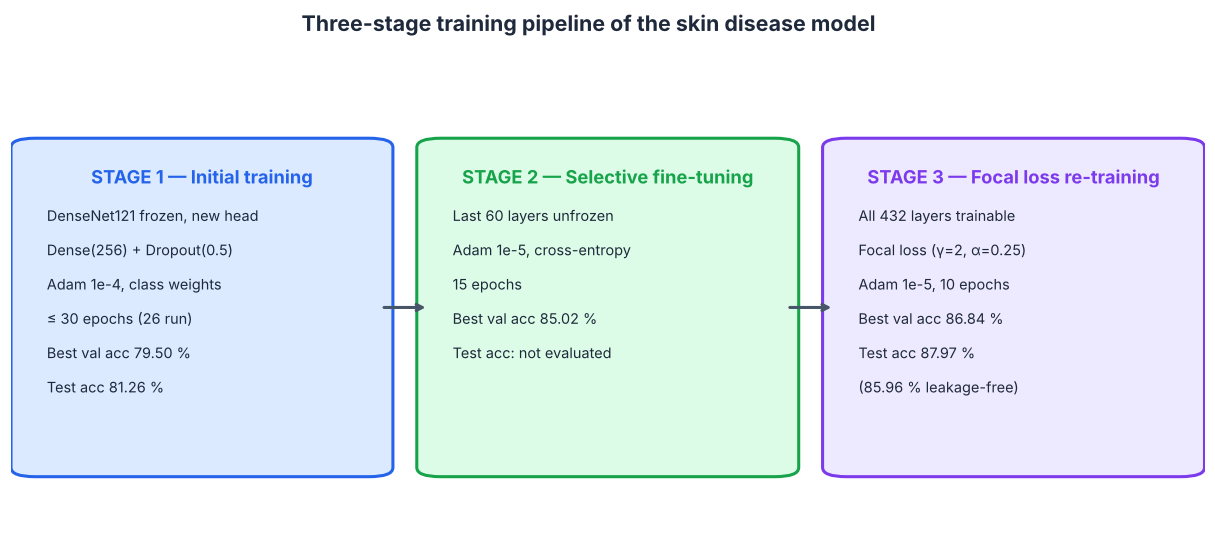 Three-stage training pipeline of the skin disease model
STAGE 1 — Initial training
DenseNet121 frozen, new head
Dense(256) + Dropout(0.5)
Adam 1e-4, class weights
≤ 30 epochs (26 run)
Best val acc 79.50 %
Test acc 81.26 %
STAGE 2 — Selective fine-tuning
Last 60 layers unfrozen
Adam 1e-5, cross-entropy
15 epochs
Best val acc 85.02 %
Test acc: not evaluated
STAGE 3 — Focal loss re-training
All 432 layers trainable
Focal loss (γ=2, α=0.25)
Adam 1e-5, 10 epochs
Best val acc 86.84 %
Test acc 87.97 %
(85.96 % leakage-free)